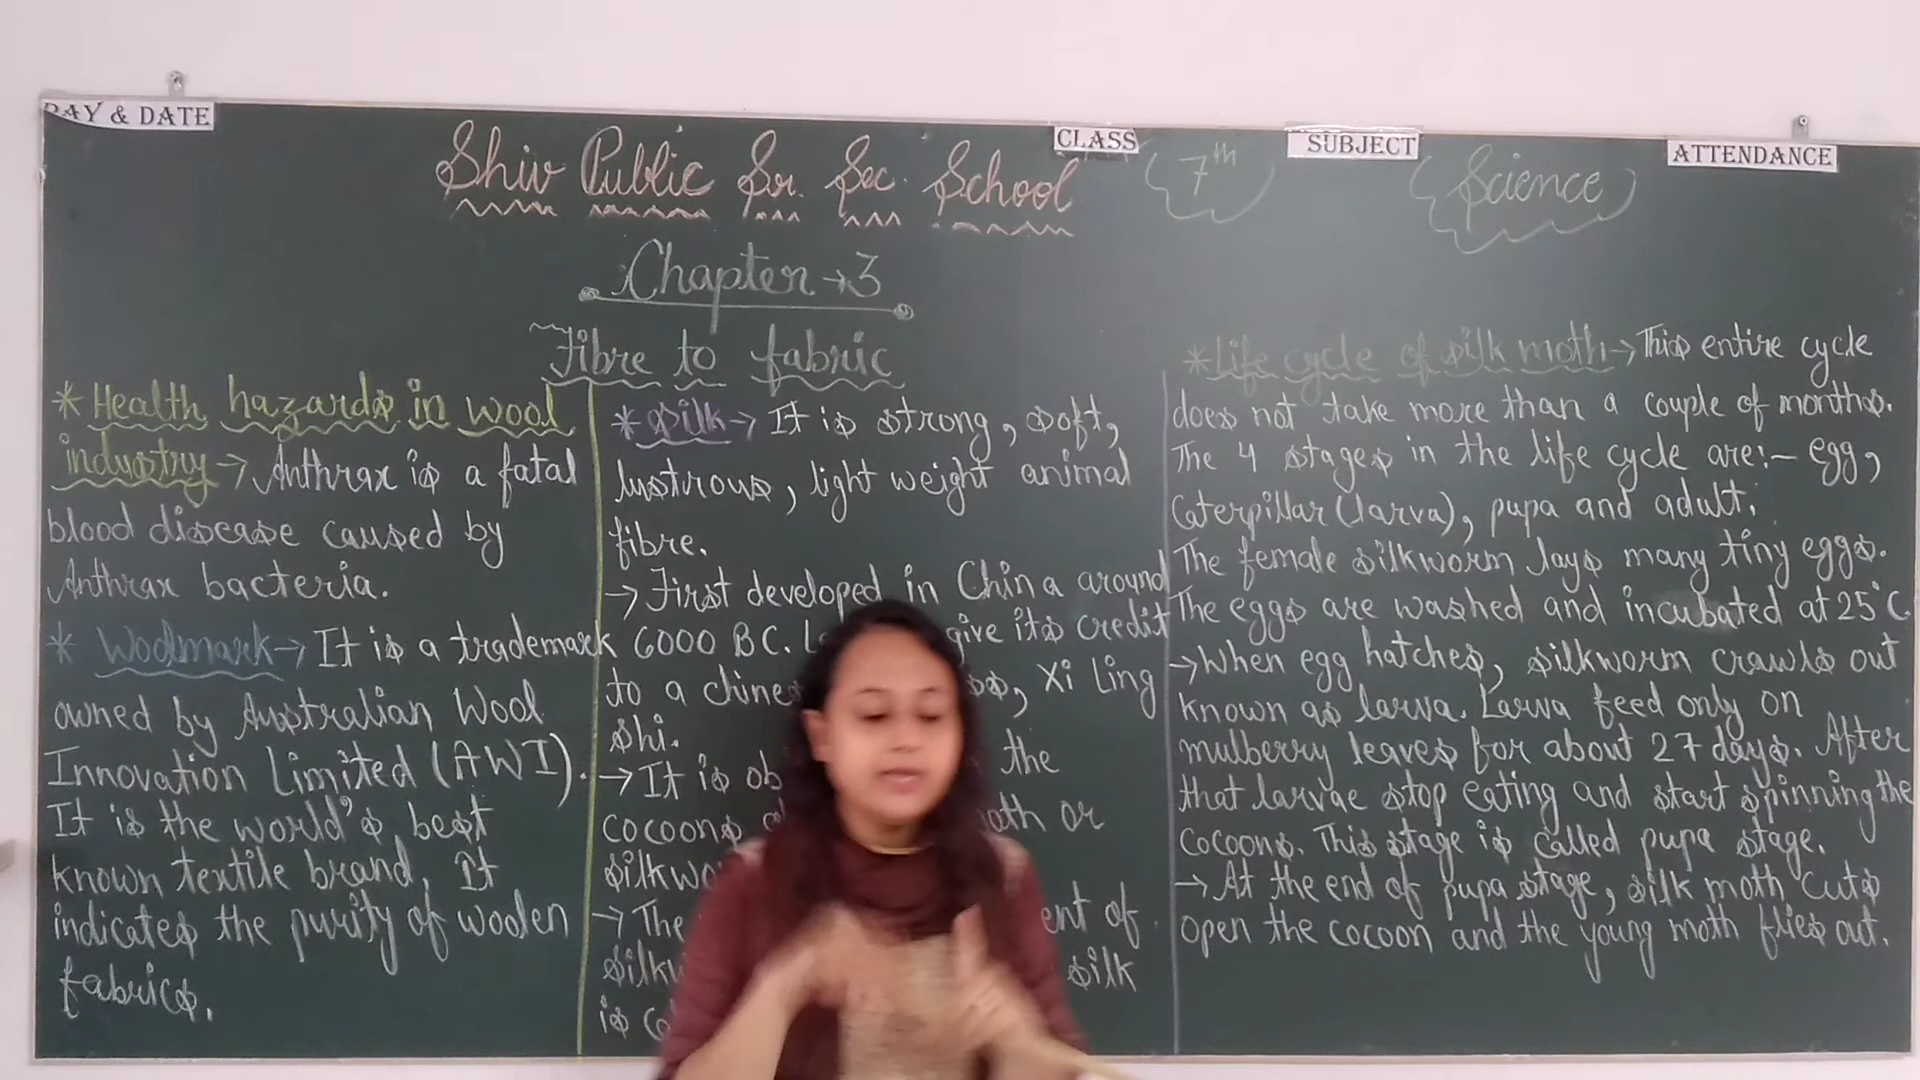 DAY & DATE
CLASS
SUBJECT
ATTENDANCE
Shiv Public Sr. Sec. School
7th
Science
Chapter → 3
Fibre to fabric
* Health hazards in wool
industry → Anthrax is a fatal
blood disease caused by
Anthrax bacteria.
* Woolmark → It is a trademark
owned by Australian Wool
Innovation Limited (AWI).
It is the world's best
known textile brand. It
indicates the purity of woolen
fabrics.
* Silk → It is strong, soft,
lustrous, light weight animal
fibre.
→ First developed in China around
6000 BC. give its credit
to a Xi Ling
Shi.
→ It is the
cocoons or
→ The of
silk
is
* Life cycle of silk moth → This entire cycle
does not take more than a couple of months.
The 4 stages in the life cycle are:- egg,
Caterpillar (larva), pupa and adult.
The female silkworm lays many tiny eggs.
The eggs are washed and incubated at 25°C.
→ When egg hatches, silkworm crawls out
known as larva. Larva feed only on
mulberry leaves for about 27 days. After
that larvae stop eating and start spinning the
cocoons. This stage is called pupa stage.
→ At the end of pupa stage, silk moth cuts
open the cocoon and the young moth flies out.